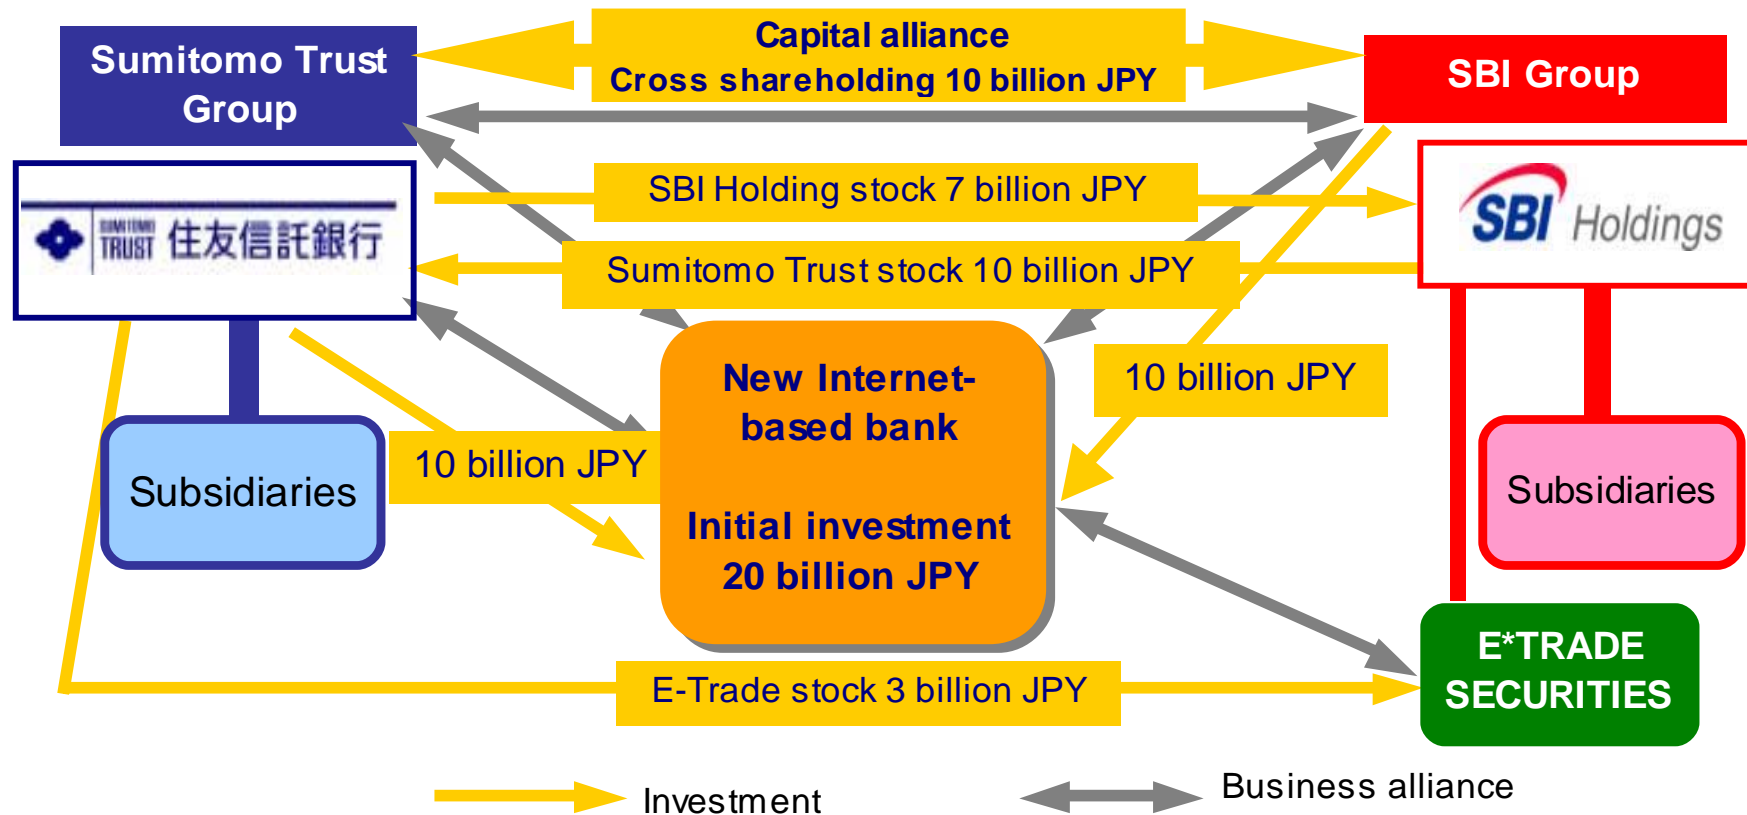 Capital alliance
Cross shareholding 10 billion JPY
Sumitomo Trust
Group
SBI Group
SBI Holding stock 7 billion JPY
SUMITOMO
TRUST 住友信託銀行
SBI Holdings
Sumitomo Trust stock 10 billion JPY
New Internet-
based bank
Initial investment
20 billion JPY
10 billion JPY
10 billion JPY
Subsidiaries
Subsidiaries
E*TRADE
SECURITIES
E-Trade stock 3 billion JPY
Investment
Business alliance